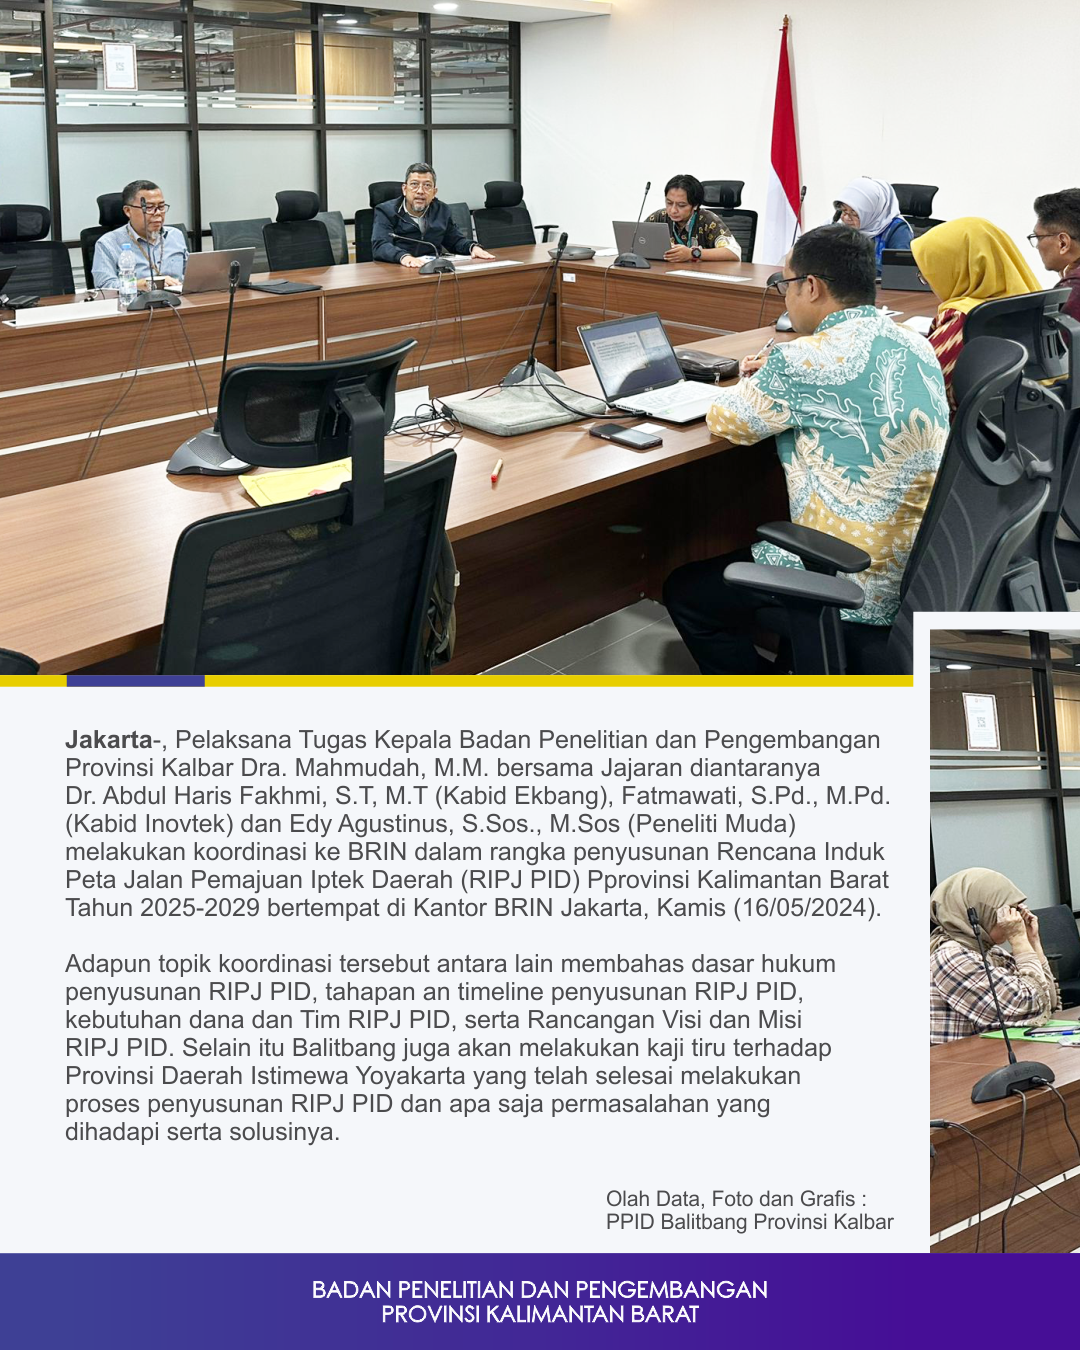 Jakarta-, Pelaksana Tugas Kepala Badan Penelitian dan Pengembangan
Provinsi Kalbar Dra. Mahmudah, M.M. bersama Jajaran diantaranya
Dr. Abdul Haris Fakhmi, S.T, M.T (Kabid Ekbang), Fatmawati, S.Pd., M.Pd.
(Kabid Inovtek) dan Edy Agustinus, S.Sos., M.Sos (Peneliti Muda)
melakukan koordinasi ke BRIN dalam rangka penyusunan Rencana Induk
Peta Jalan Pemajuan Iptek Daerah (RIPJ PID) Pprovinsi Kalimantan Barat
Tahun 2025-2029 bertempat di Kantor BRIN Jakarta, Kamis (16/05/2024).
Adapun topik koordinasi tersebut antara lain membahas dasar hukum
penyusunan RIPJ PID, tahapan an timeline penyusunan RIPJ PID,
kebutuhan dana dan Tim RIPJ PID, serta Rancangan Visi dan Misi
RIPJ PID. Selain itu Balitbang juga akan melakukan kaji tiru terhadap
Provinsi Daerah Istimewa Yoyakarta yang telah selesai melakukan
proses penyusunan RIPJ PID dan apa saja permasalahan yang
dihadapi serta solusinya.
Olah Data, Foto dan Grafis :
PPID Balitbang Provinsi Kalbar
BADAN PENELITIAN DAN PENGEMBANGAN
PROVINSI KALIMANTAN BARAT